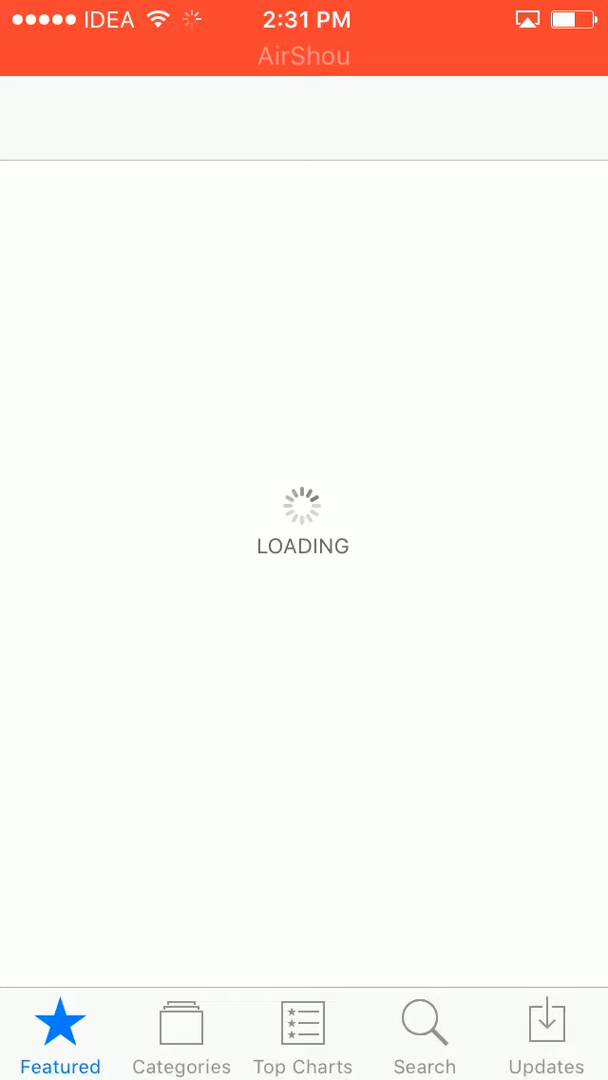 IDEA 2:31 PM
AirShou
LOADING
Featured Categories Top Charts Search Updates